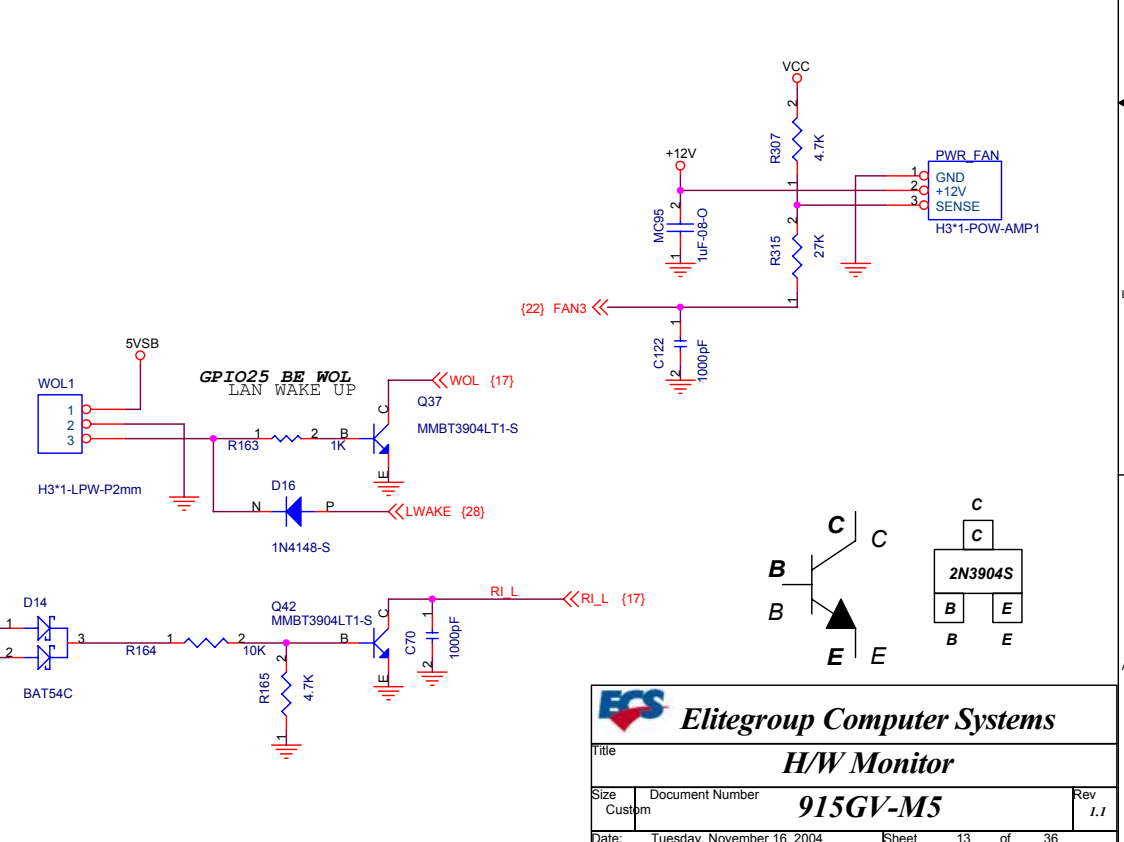 VCC
2
R307
4.7K
1
+12V
PWR_FAN
1 GND
2 +12V
3 SENSE
H3*1-POW-AMP1
2
MC95
1uF-08-O
1
2
R315
27K
1
{22} FAN3
1
C122
1000pF
2
5VSB
GPIO25 BE WOL
LAN WAKE UP
WOL {17}
WOL1
1
2
3
H3*1-LPW-P2mm
1 2 B
R163 1K
C
Q37
MMBT3904LT1-S
E
D16
N P
LWAKE {28}
1N4148-S
D14
1
2
3
BAT54C
1 2
R164 10K
B
Q42
MMBT3904LT1-S
C
E
RI_L
RI_L {17}
1
C70
1000pF
2
2
R165
4.7K
1
C C
B
B
E E
C
C
2N3904S
B E
B E
ECS Elitegroup Computer Systems
Title
H/W Monitor
Size Document Number Rev
Custom 915GV-M5 1.1
Date: Tuesday, November 16, 2004 Sheet 13 of 36